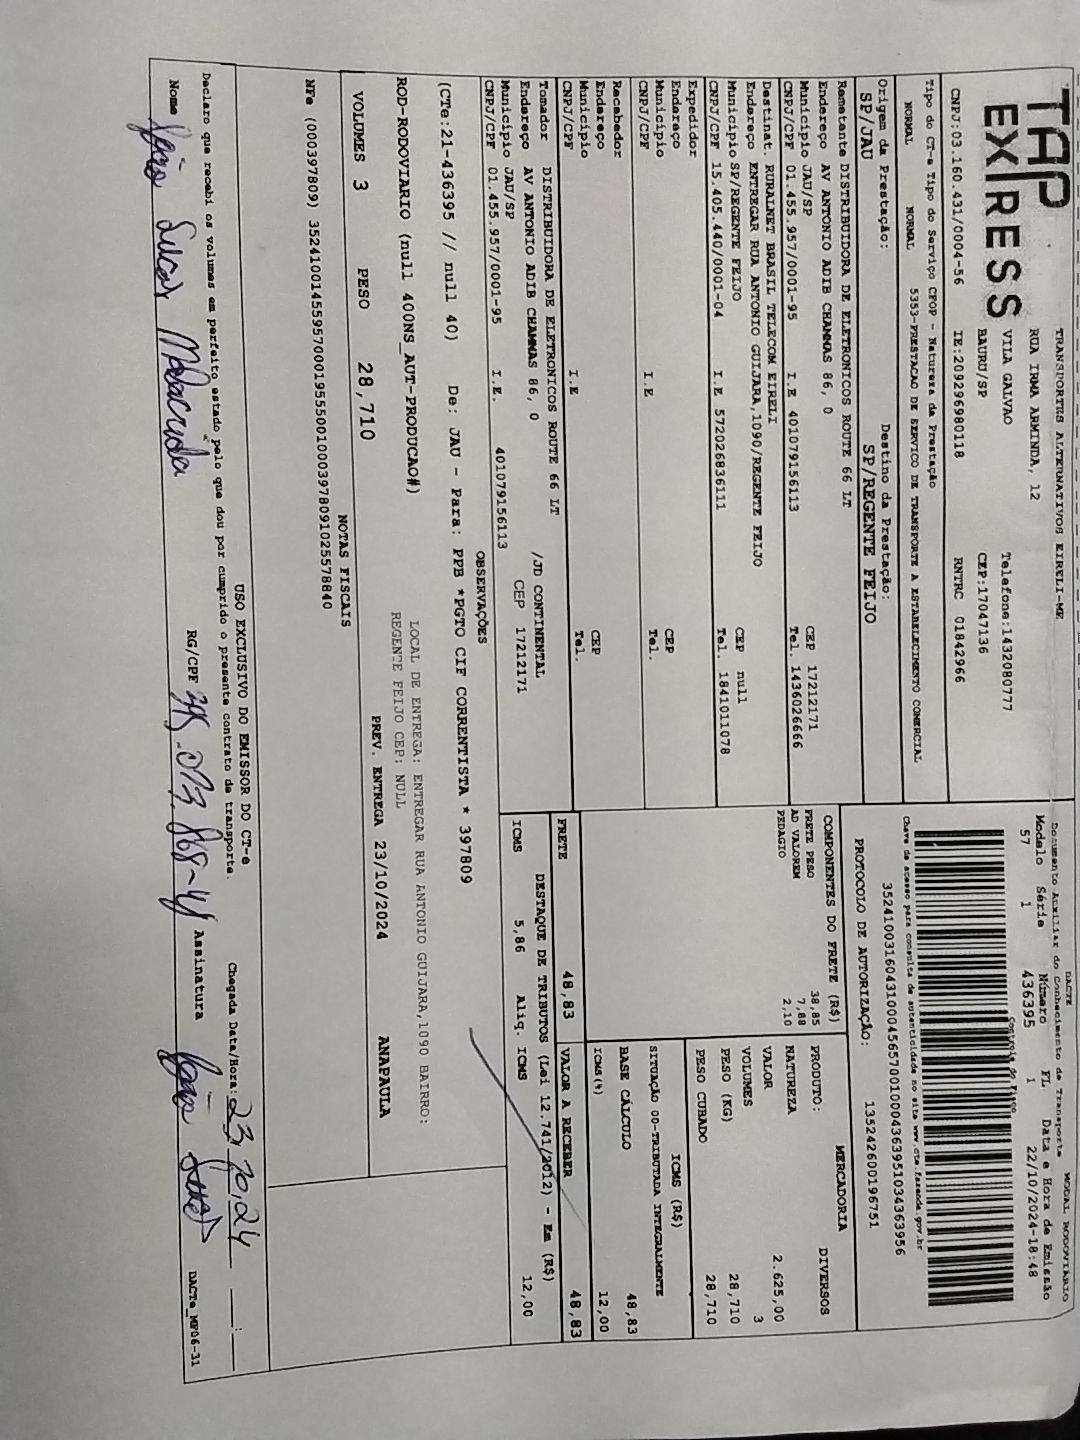 TAP
EXPRESS
TRANSPORTES ALTERNATIVOS EIRELI-ME
RUA IRMA ARMINDA, 12
VILA GALVAO Telefone:1432080777
BAURU/SP CEP:17047136
CNPJ:03.160.431/0004-56 IE:209296980118 RNTRC 01842966
Tipo do CT-e Tipo do Serviço CFOP - Natureza da Prestação
NORMAL NORMAL 5353-PRESTACAO DE SERVICO DE TRANSPORTE A ESTABELECIMENTO COMERCIAL
Origem da Prestação: Destino da Prestação:
SP/JAU SP/REGENTE FEIJO
Remetente DISTRIBUIDORA DE ELETRONICOS ROUTE 66 LT
Endereço AV ANTONIO ADIB CHAMMAS 86, 0
Município JAU/SP CEP 17212171
CNPJ/CPF 01.455.957/0001-95 I.E 401079156113 Tel. 1436026666
Destinat. RURALNET BRASIL TELECOM EIRELI
Endereço ENTREGAR RUA ANTONIO GUIJARA,1090/REGENTE FEIJO
Município SP/REGENTE FEIJO CEP null
CNPJ/CPF 15.405.440/0001-04 I.E 572026836111 Tel. 1841011078
Expedidor
Endereço
Município CEP
CNPJ/CPF I.E Tel.
Recebedor
Endereço
Município CEP
CNPJ/CPF I.E Tel.
Tomador DISTRIBUIDORA DE ELETRONICOS ROUTE 66 LT
Endereço AV ANTONIO ADIB CHAMMAS 86, 0 /JD CONTINENTAL
Município JAU/SP CEP 17212171
CNPJ/CPF 01.455.957/0001-95 I.E. 401079156113
DACTE MODAL RODOVIÁRIO
Documento Auxiliar do Conhecimento de Transporte
Modelo Série Número FL Data e Hora de Emissão
57 1 436395 1 22/10/2024-18:48
Controle do Fisco
Chave de acesso para consulta de autenticidade no site www.cte.fazenda.gov.br
35241003160431000456570010004363951034363956
PROTOCOLO DE AUTORIZAÇÃO: 135242600196751
COMPONENTES DO FRETE (R$)
FRETE PESO 38,85
AD VALOREM 7,88
PEDAGIO 2,10
MERCADORIA
PRODUTO: DIVERSOS
NATUREZA
VALOR 2.625,00
VOLUMES 3
PESO (KG) 28,710
PESO CUBADO 28,710
ICMS (R$)
SITUAÇÃO 00-TRIBUTADA INTEGRALMENTE
BASE CÁLCULO 48,83
ICMS(%) 12,00
FRETE 48,83 VALOR A RECEBER 48,83
DESTAQUE DE TRIBUTOS (Lei 12.741/2012) - Em (R$)
ICMS 5,86 Aliq. ICMS 12,00
OBSERVAÇÕES
(CTe:21-436395 // null 40) De: JAU - Para: PPB *PGTO CIF CORRENTISTA * 397809
LOCAL DE ENTREGA: ENTREGAR RUA ANTONIO GUIJARA,1090 BAIRRO:
REGENTE FEIJO CEP: NULL
ROD-RODOVIARIO (null 400NS_AUT-PRODUCAO#)
VOLUMES 3 PESO 28,710 PREV. ENTREGA 23/10/2024 ANAPAULA
NOTAS FISCAIS
NFe (000397809) 35241001455957000195550010003978091025578840
USO EXCLUSIVO DO EMISSOR DO CT-e
Declaro que recebi os volumes em perfeito estado pelo que dou por cumprido o presente contrato de transporte.
Chegada Data/Hora: 23 10,24 __:__
Nome João Lucas RG/CPF Assinatura João
DACTe_MP06-31